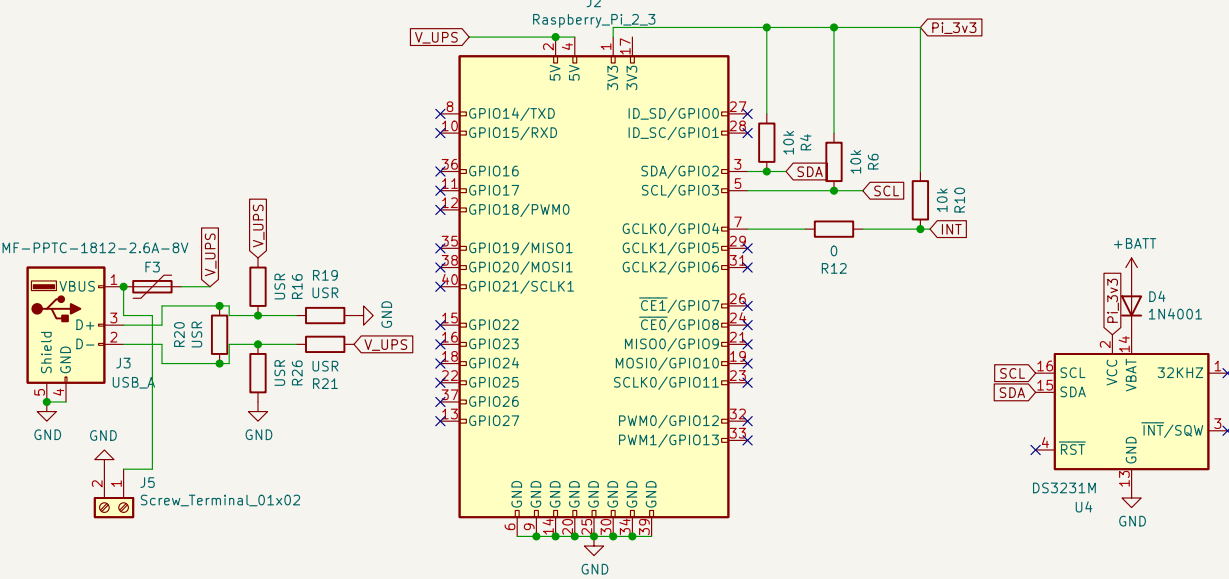 J2
Raspberry_Pi_2_3
V_UPS
2
4
1
17
Pi_3v3
5V
5V
3V3
3V3
8
GPIO14/TXD
10
GPIO15/RXD
36
GPIO16
11
GPIO17
12
GPIO18/PWM0
35
GPIO19/MISO1
38
GPIO20/MOSI1
40
GPIO21/SCLK1
15
GPIO22
16
GPIO23
18
GPIO24
22
GPIO25
37
GPIO26
13
GPIO27
ID_SD/GPIO0
27
ID_SC/GPIO1
28
SDA/GPIO2
3
SCL/GPIO3
5
GCLK0/GPIO4
7
GCLK1/GPIO5
29
GCLK2/GPIO6
31
CE1/GPIO7
26
CE0/GPIO8
24
MISO0/GPIO9
21
MOSI0/GPIO10
19
SCLK0/GPIO11
23
PWM0/GPIO12
32
PWM1/GPIO13
33
GND
GND
GND
GND
GND
GND
GND
GND
6
9
14
20
25
30
34
39
GND
10k
R4
SDA
10k
R6
SCL
10k
R10
INT
0
R12
MF-PPTC-1812-2.6A-8V
F3
V_UPS
V_UPS
VBUS
1
D+
3
D-
2
Shield
GND
5
4
J3
USB_A
GND
R20
USR
USR
R16
R19
USR
GND
V_UPS
USR
R21
USR
R26
GND
GND
2
1
J5
Screw_Terminal_01x02
+BATT
Pi_3v3
D4
1N4001
2
14
VCC
VBAT
SCL
16
SCL
SDA
15
SDA
32KHZ
1
INT/SQW
3
4
RST
GND
13
DS3231M
U4
GND